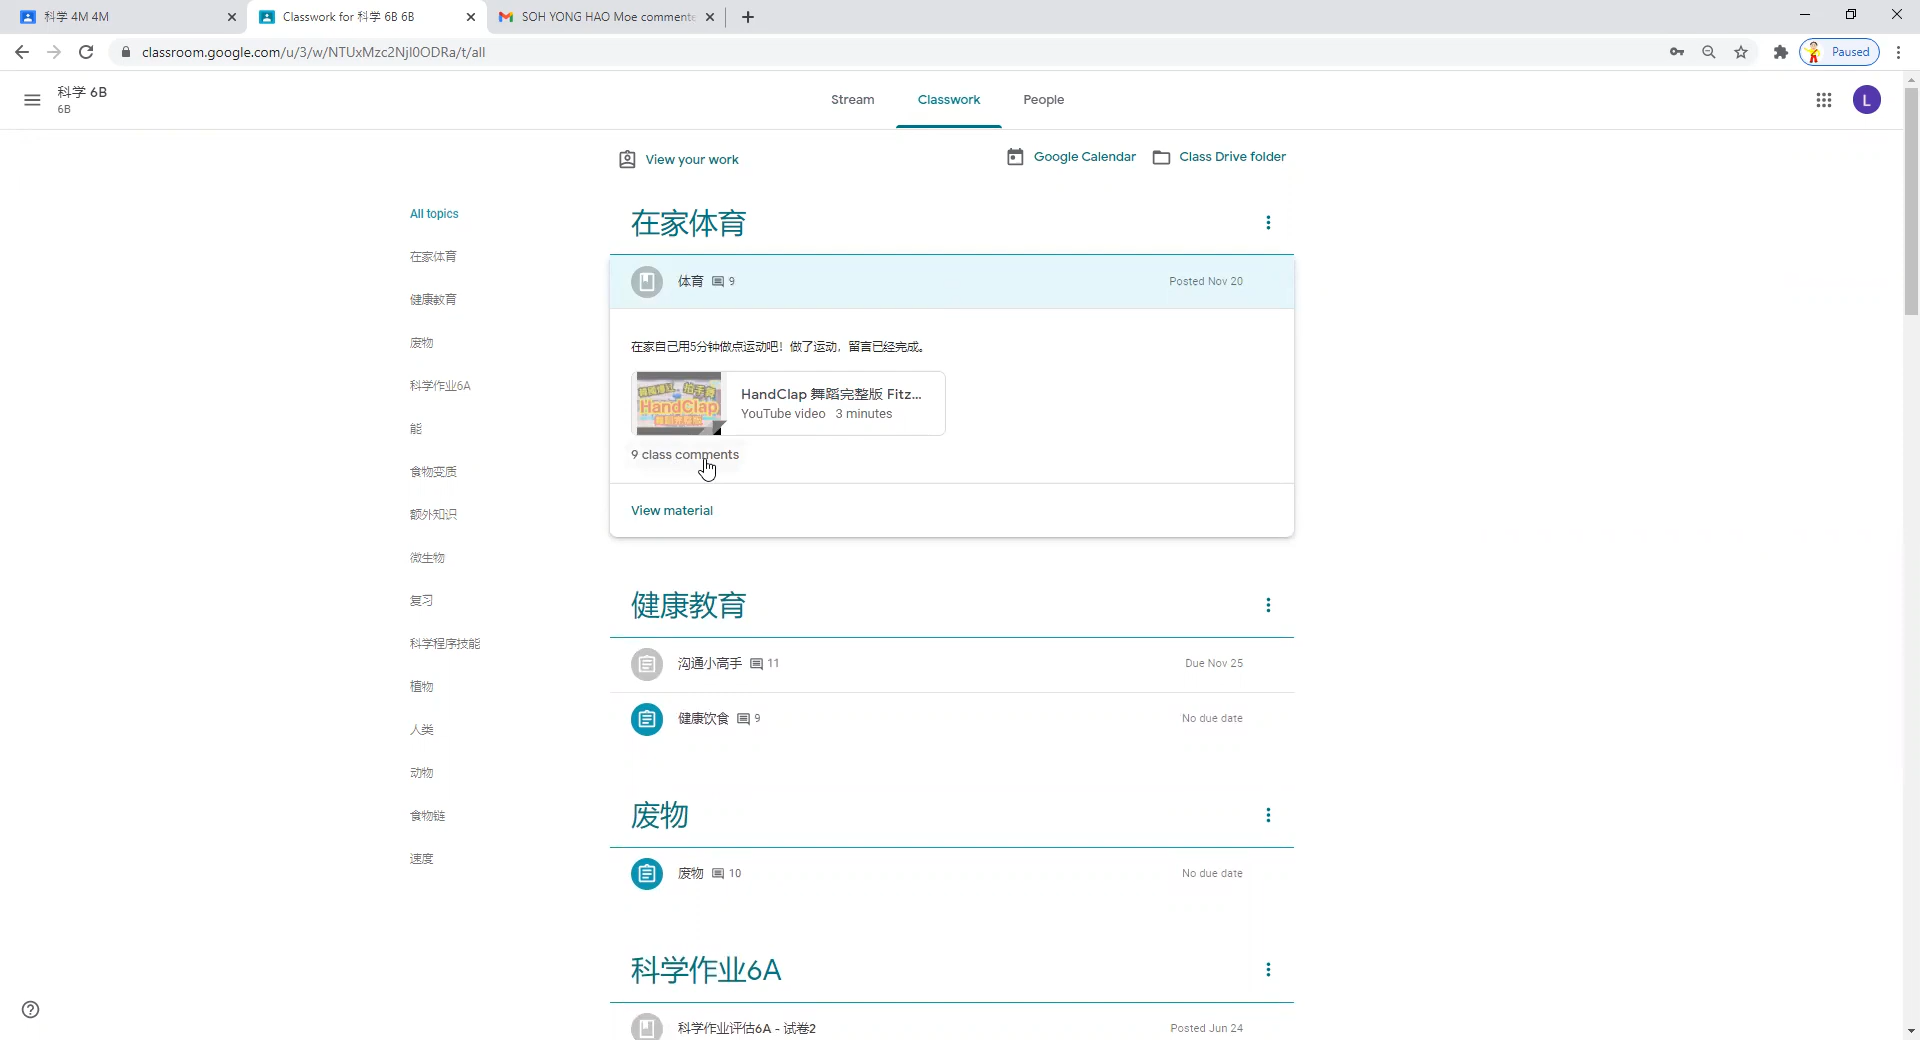 科学 4M 4M
Classwork for 科学 6B 6B
SOH YONG HAO Moe commente
classroom.google.com/u/3/w/NTUxMzc2NjI0ODRa/t/all
Paused
科学 6B
6B
Stream
Classwork
People
L
View your work
Google Calendar
Class Drive folder
All topics
在家体育
健康教育
废物
科学作业6A
能
食物变质
额外知识
微生物
复习
科学程序技能
植物
人类
动物
食物链
速度
在家体育
体育 9
Posted Nov 20
在家自己用5分钟做点运动吧！做了运动，留言已经完成。
HandClap
舞蹈完整版
HandClap 舞蹈完整版 Fitz...
YouTube video 3 minutes
9 class comments
View material
健康教育
沟通小高手 11
Due Nov 25
健康饮食 9
No due date
废物
废物 10
No due date
科学作业6A
科学作业评估6A - 试卷2
Posted Jun 24